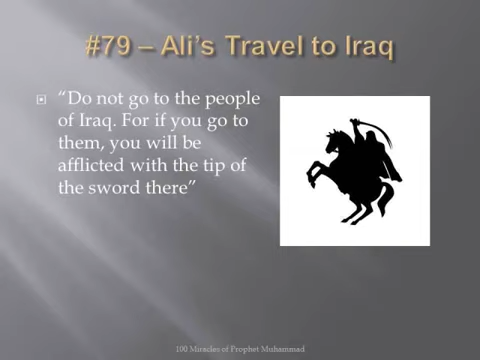 #79 – Ali's Travel to Iraq
“Do not go to the people
of Iraq. For if you go to
them, you will be
afflicted with the tip of
the sword there”
100 Miracles of Prophet Muhammad